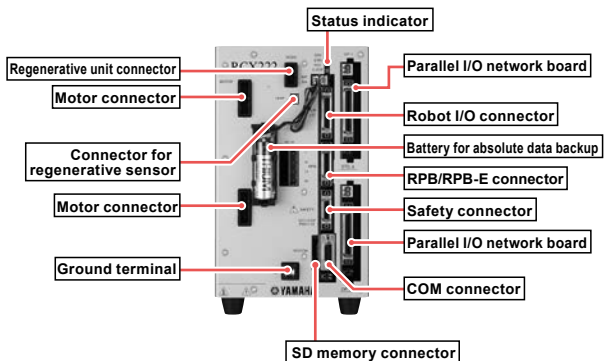 Status indicator
Regenerative unit connector
Parallel I/O network board
Motor connector
Robot I/O connector
Connector for
regenerative sensor
Battery for absolute data backup
RPB/RPB-E connector
Motor connector
Safety connector
Parallel I/O network board
Ground terminal
COM connector
SD memory connector
RCX222
SAFETY
YAMAHA